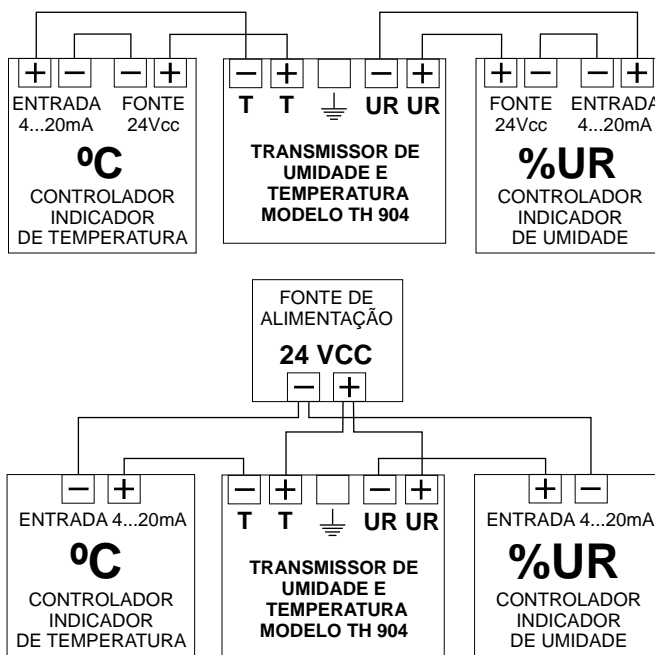 + − − +
ENTRADA FONTE
4...20mA 24Vcc
ºC
CONTROLADOR
INDICADOR
DE TEMPERATURA
− + − +
T T UR UR
TRANSMISSOR DE
UMIDADE E
TEMPERATURA
MODELO TH 904
+ − − +
FONTE ENTRADA
24Vcc 4...20mA
%UR
CONTROLADOR
INDICADOR
DE UMIDADE
FONTE DE
ALIMENTAÇÃO
24 VCC
− +
− +
ENTRADA 4...20mA
ºC
CONTROLADOR
INDICADOR
DE TEMPERATURA
− + − +
T T UR UR
TRANSMISSOR DE
UMIDADE E
TEMPERATURA
MODELO TH 904
+ −
ENTRADA 4...20mA
%UR
CONTROLADOR
INDICADOR
DE UMIDADE